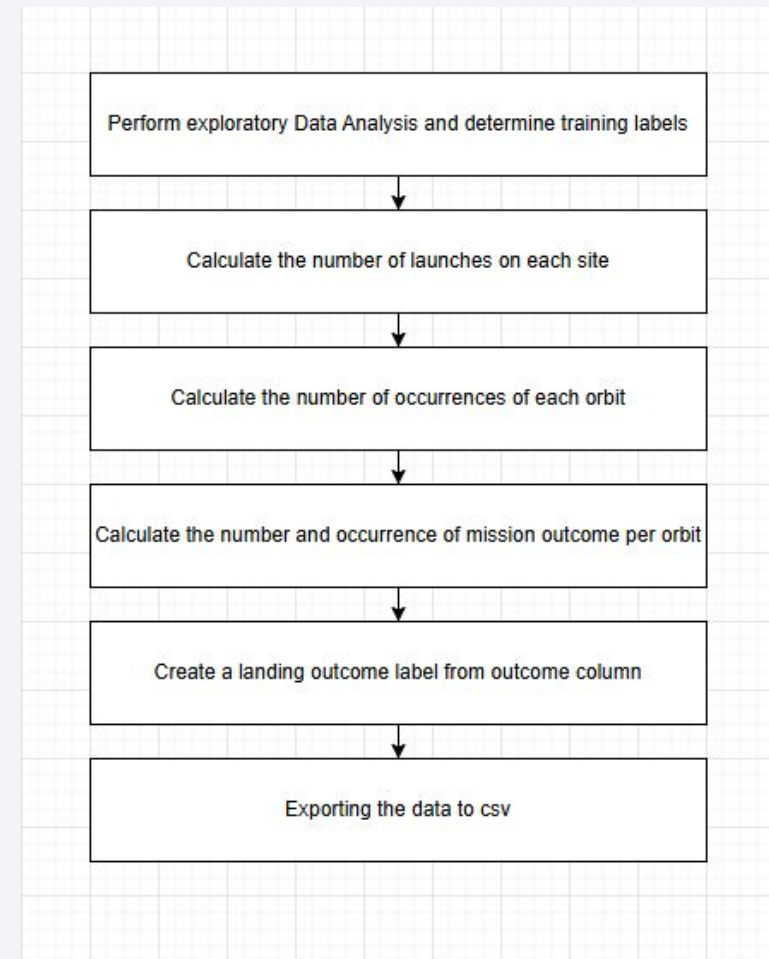 Perform exploratory Data Analysis and determine training labels
Calculate the number of launches on each site
Calculate the number of occurrences of each orbit
Calculate the number and occurrence of mission outcome per orbit
Create a landing outcome label from outcome column
Exporting the data to csv